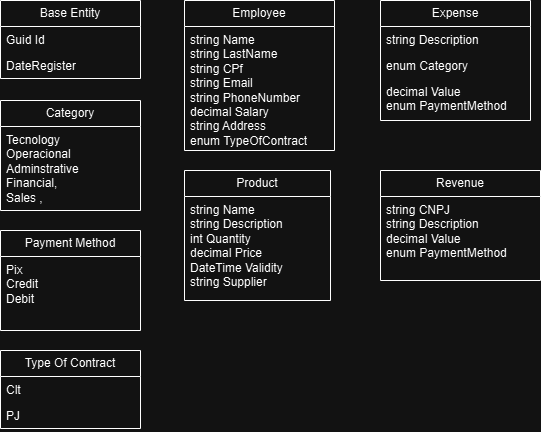 Base Entity
Guid Id
DateRegister
Category
Tecnology
Operacional
Adminstrative
Financial,
Sales ,
Payment Method
Pix
Credit
Debit
Type Of Contract
Clt
PJ
Employee
string Name
string LastName
string CPf
string Email
string PhoneNumber
decimal Salary
string Address
enum TypeOfContract
Product
string Name
string Description
int Quantity
decimal Price
DateTime Validity
string Supplier
Expense
string Description
enum Category
decimal Value
enum PaymentMethod
Revenue
string CNPJ
string Description
decimal Value
enum PaymentMethod